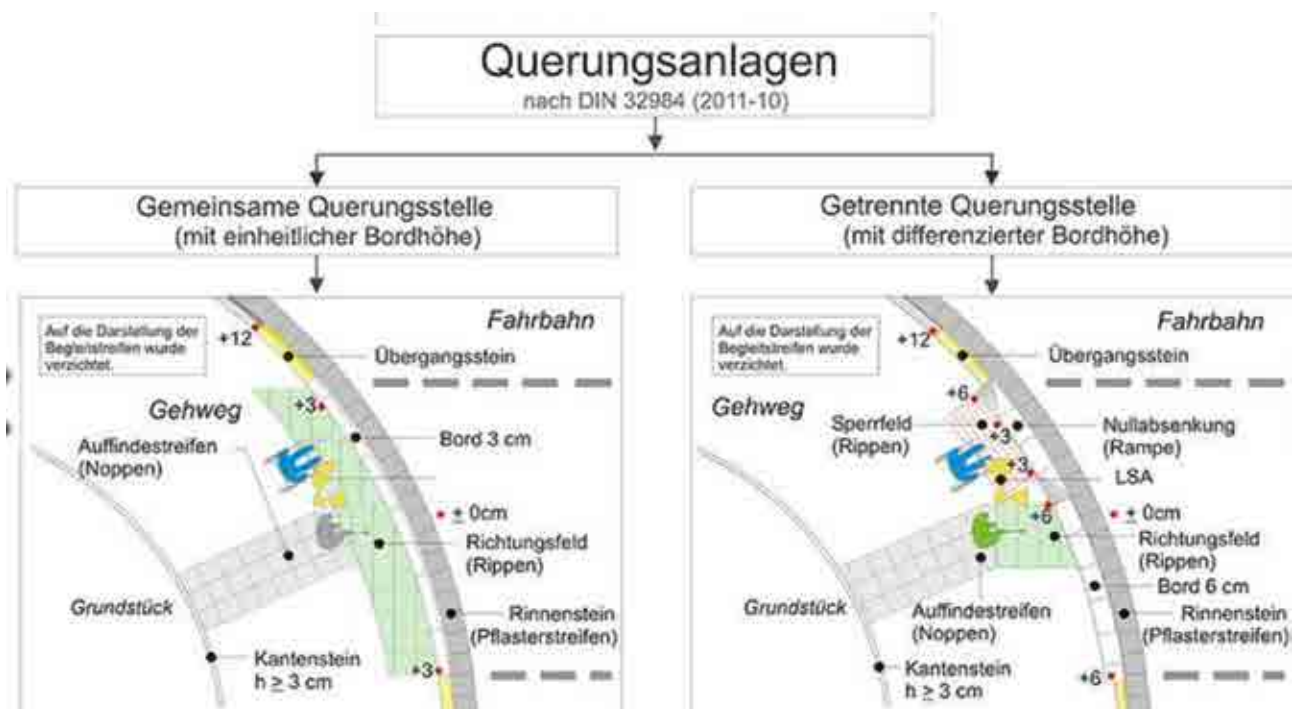 Querungsanlagen
nach DIN 32984 (2011-10)
Gemeinsame Querungsstelle
(mit einheitlicher Bordhöhe)
Auf die Darstellung der
Begleitstreifen wurde
verzichtet.
Fahrbahn
+12
Übergangsstein
+3
Gehweg
Auffindestreifen
(Noppen)
Bord 3 cm
± 0cm
Richtungsfeld
(Rippen)
Grundstück
Rinnenstein
(Pflasterstreifen)
Kantenstein
h ≥ 3 cm
+3
Getrennte Querungsstelle
(mit differenzierter Bordhöhe)
Auf die Darstellung der
Begleitstreifen wurde
verzichtet.
Fahrbahn
+12
Übergangsstein
+6
Gehweg
Sperrfeld
(Rippen)
+3
Nullabsenkung
(Rampe)
+3
LSA
+6
± 0cm
Richtungsfeld
(Rippen)
Bord 6 cm
Grundstück
Auffindestreifen
(Noppen)
Rinnenstein
(Pflasterstreifen)
Kantenstein
h ≥ 3 cm
+6